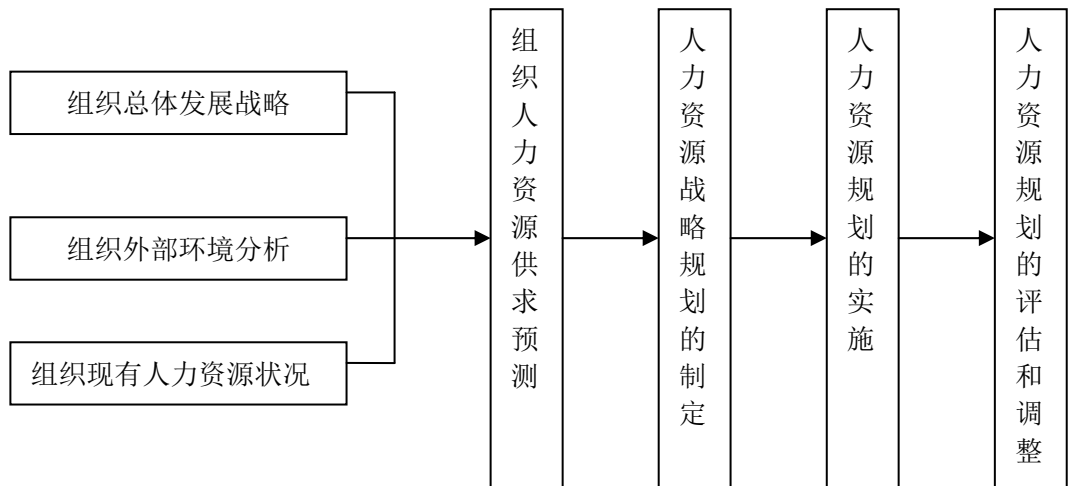 组织总体发展战略
组织外部环境分析
组织现有人力资源状况
组织人力资源供求预测
人力资源战略规划的制定
人力资源规划的实施
人力资源规划的评估和调整